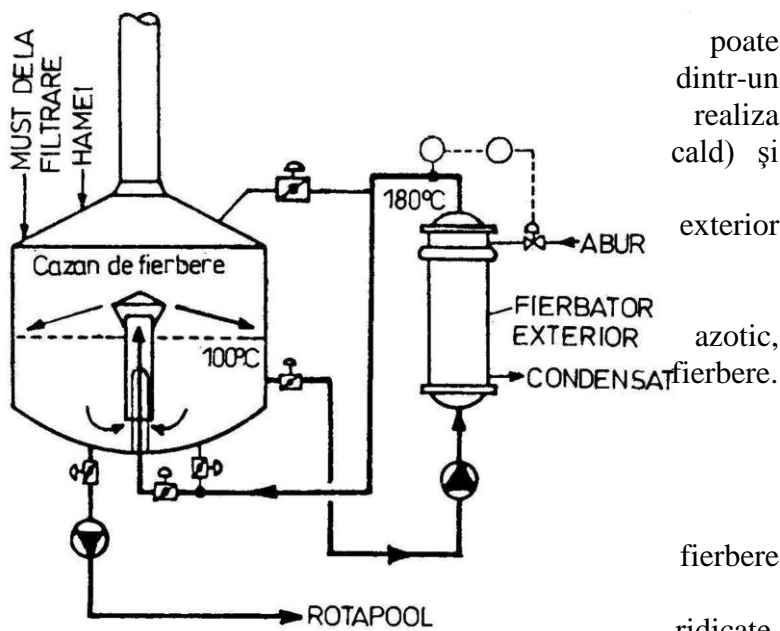 MUST DE LA
FILTRARE
HAMEI
Cazan de fierbere
100°C
180°C
ABUR
FIERBATOR
EXTERIOR
CONDENSAT
ROTAPOOL
poate
dintr-un
realiza
cald) şi
exterior
azotic,
fierbere.
fierbere
ridicate